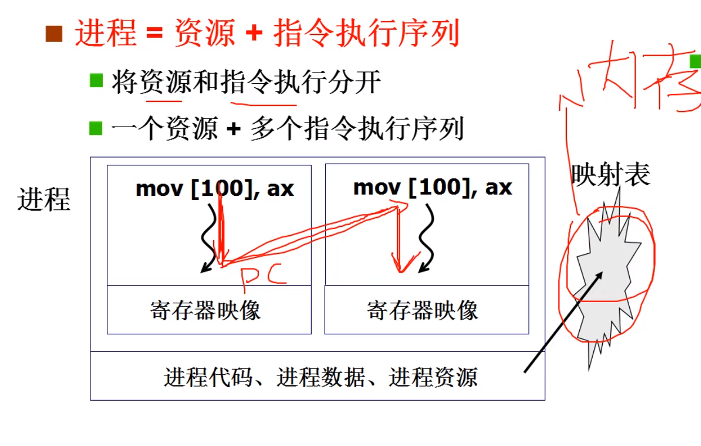 进程 = 资源 + 指令执行序列
将资源和指令执行分开
一个资源 + 多个指令执行序列
内存
映射表
进程
mov [100], ax
mov [100], ax
PC
寄存器映像
寄存器映像
进程代码、进程数据、进程资源